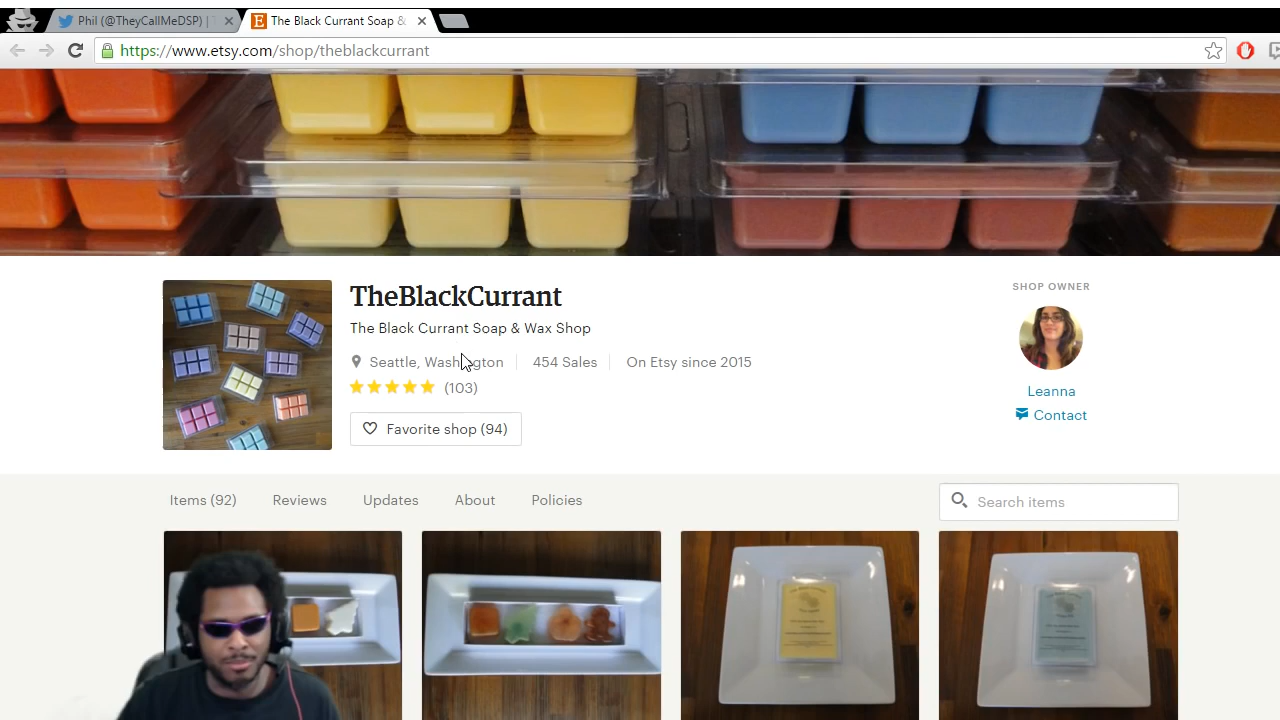 Phil (@TheyCallMeDSP) |
The Black Currant Soap &
https://www.etsy.com/shop/theblackcurrant
TheBlackCurrant
The Black Currant Soap & Wax Shop
Seattle, Washington
454 Sales
On Etsy since 2015
(103)
Favorite shop (94)
SHOP OWNER
Leanna
Contact
Items (92)
Reviews
Updates
About
Policies
Search items